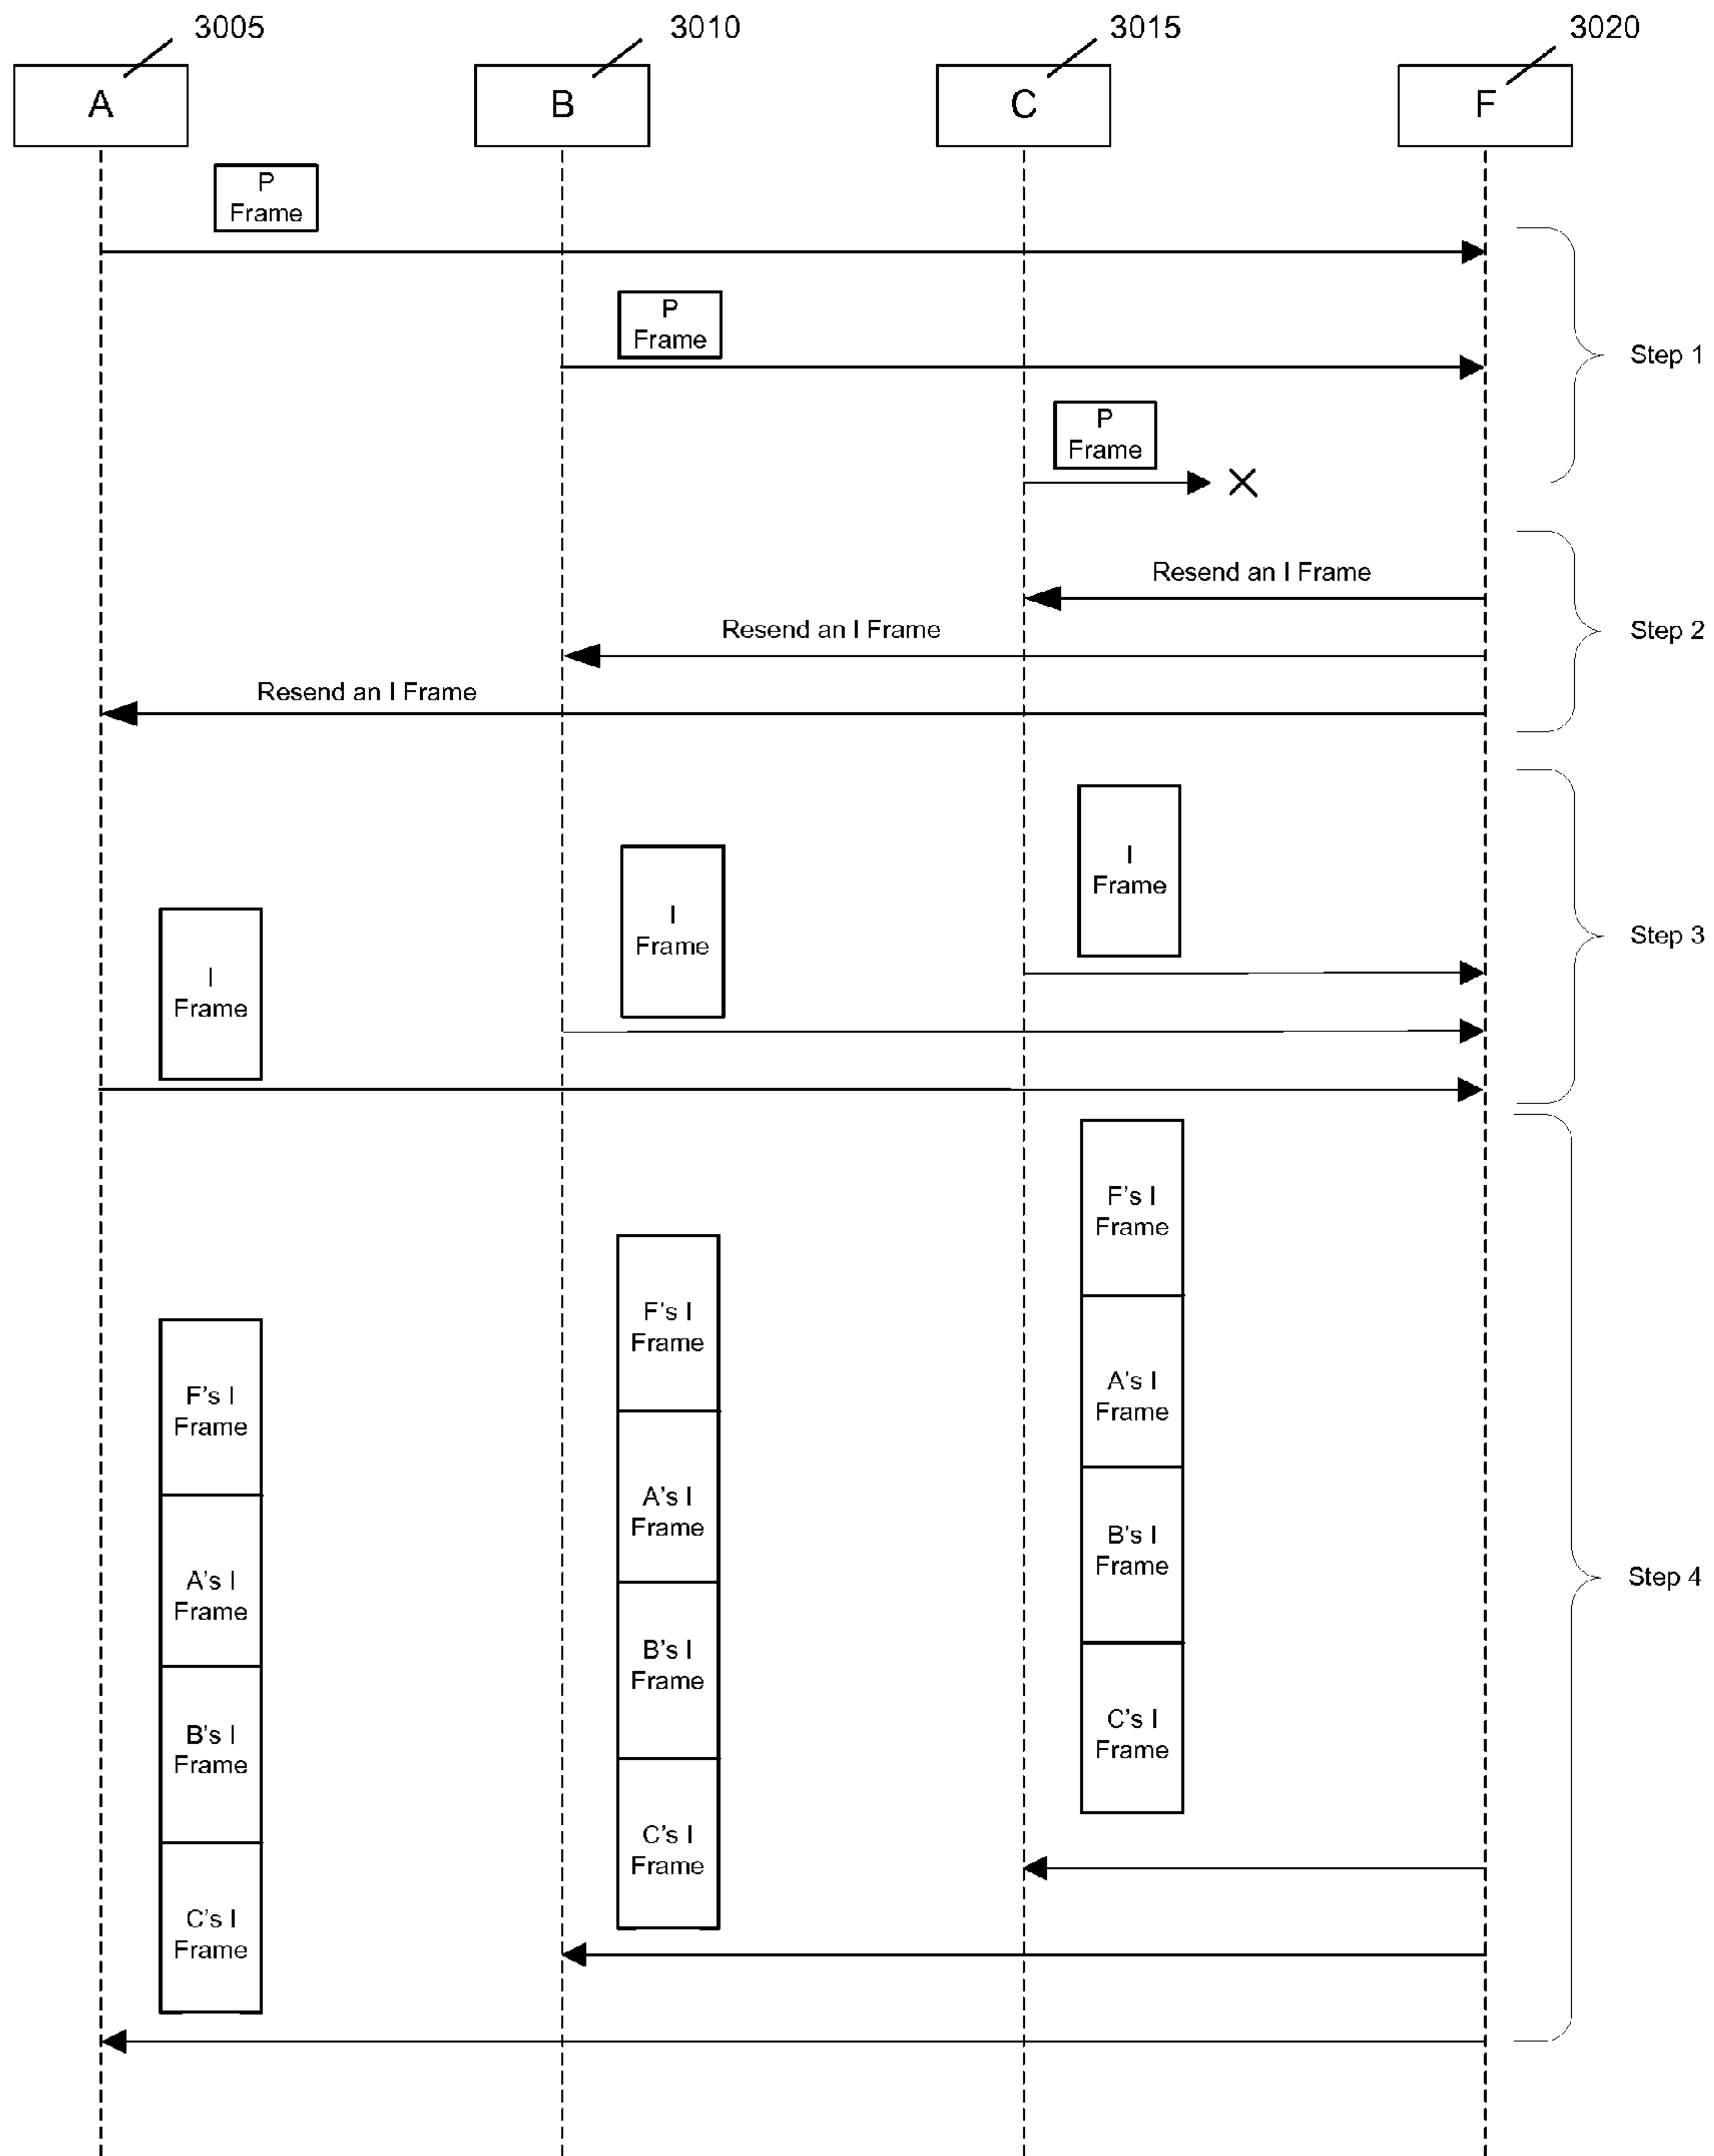 3005
3010
3015
3020
A
B
C
F
P
Frame
P
Frame
Step 1
P
Frame
Resend an I Frame
Resend an I Frame
Step 2
Resend an I Frame
I
Frame
I
Frame
Step 3
I
Frame
F's I
Frame
A's I
Frame
B's I
Frame
C's I
Frame
F's I
Frame
A's I
Frame
B's I
Frame
C's I
Frame
F's I
Frame
A's I
Frame
B's I
Frame
C's I
Frame
Step 4